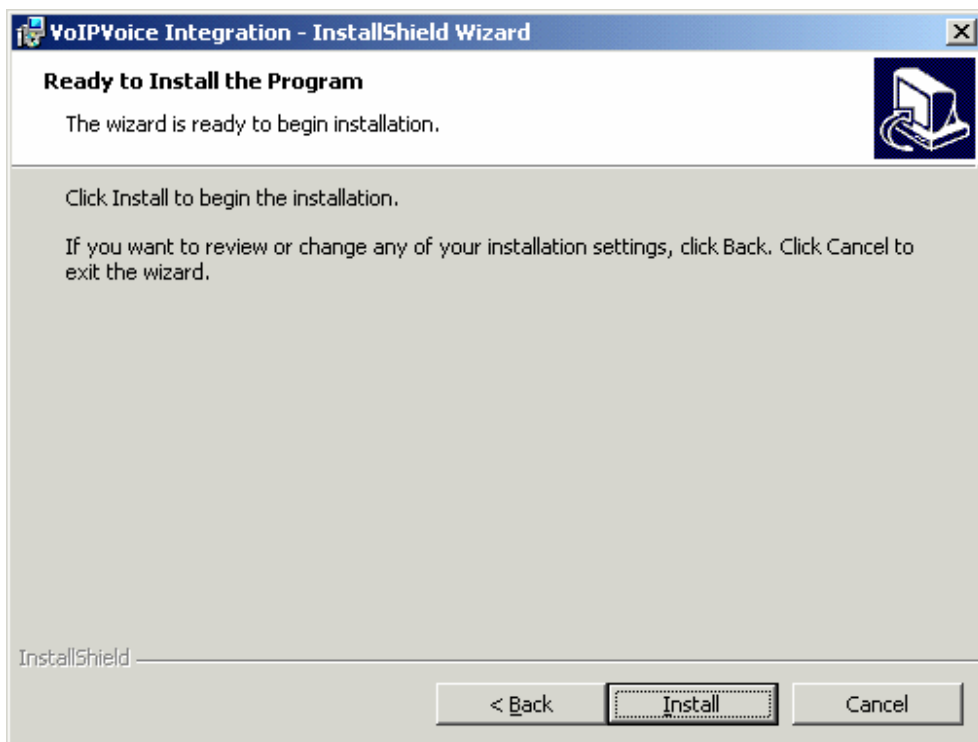 VoIPVoice Integration - InstallShield Wizard
Ready to Install the Program
The wizard is ready to begin installation.
Click Install to begin the installation.
If you want to review or change any of your installation settings, click Back. Click Cancel to
exit the wizard.
InstallShield
< Back
Install
Cancel